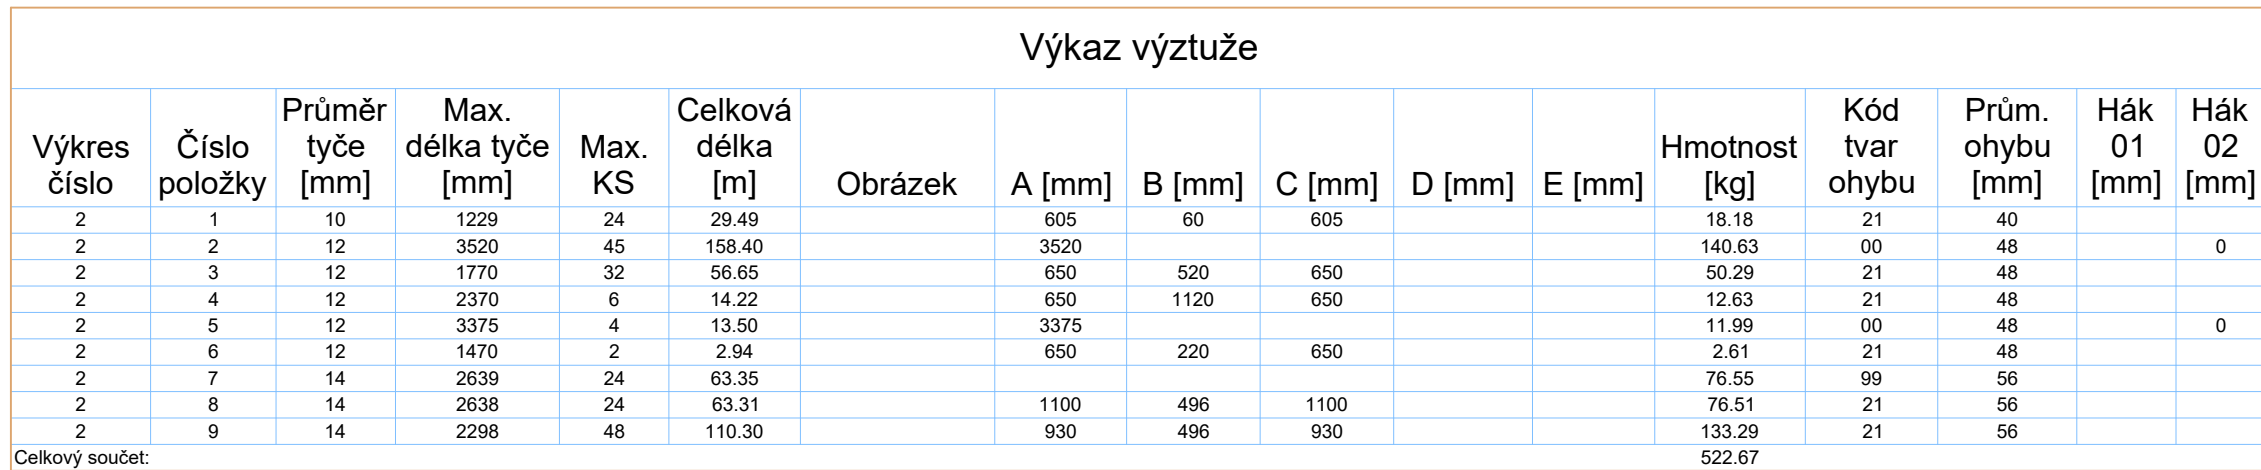 Výkaz výztuže
Výkres číslo Číslo položky Průměr tyče [mm] Max. délka tyče [mm] Max. KS Celková délka [m] Obrázek A [mm] B [mm] C [mm] D [mm] E [mm] Hmotnost [kg] Kód tvar ohybu Prům. ohybu [mm] Hák 01 [mm] Hák 02 [mm]
2 1 10 1229 24 29.49 605 60 605 18.18 21 40
2 2 12 3520 45 158.40 3520 140.63 00 48 0
2 3 12 1770 32 56.65 650 520 650 50.29 21 48
2 4 12 2370 6 14.22 650 1120 650 12.63 21 48
2 5 12 3375 4 13.50 3375 11.99 00 48 0
2 6 12 1470 2 2.94 650 220 650 2.61 21 48
2 7 14 2639 24 63.35 76.55 99 56
2 8 14 2638 24 63.31 1100 496 1100 76.51 21 56
2 9 14 2298 48 110.30 930 496 930 133.29 21 56
Celkový součet: 522.67